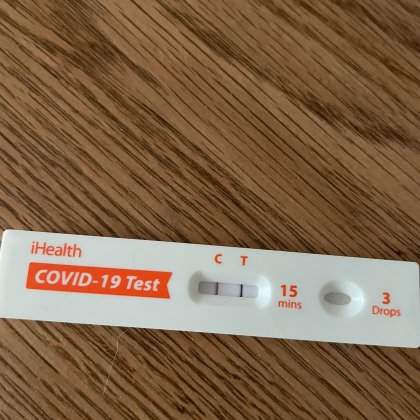 iHealth
COVID-19 Test
C T
15
mins
3
Drops